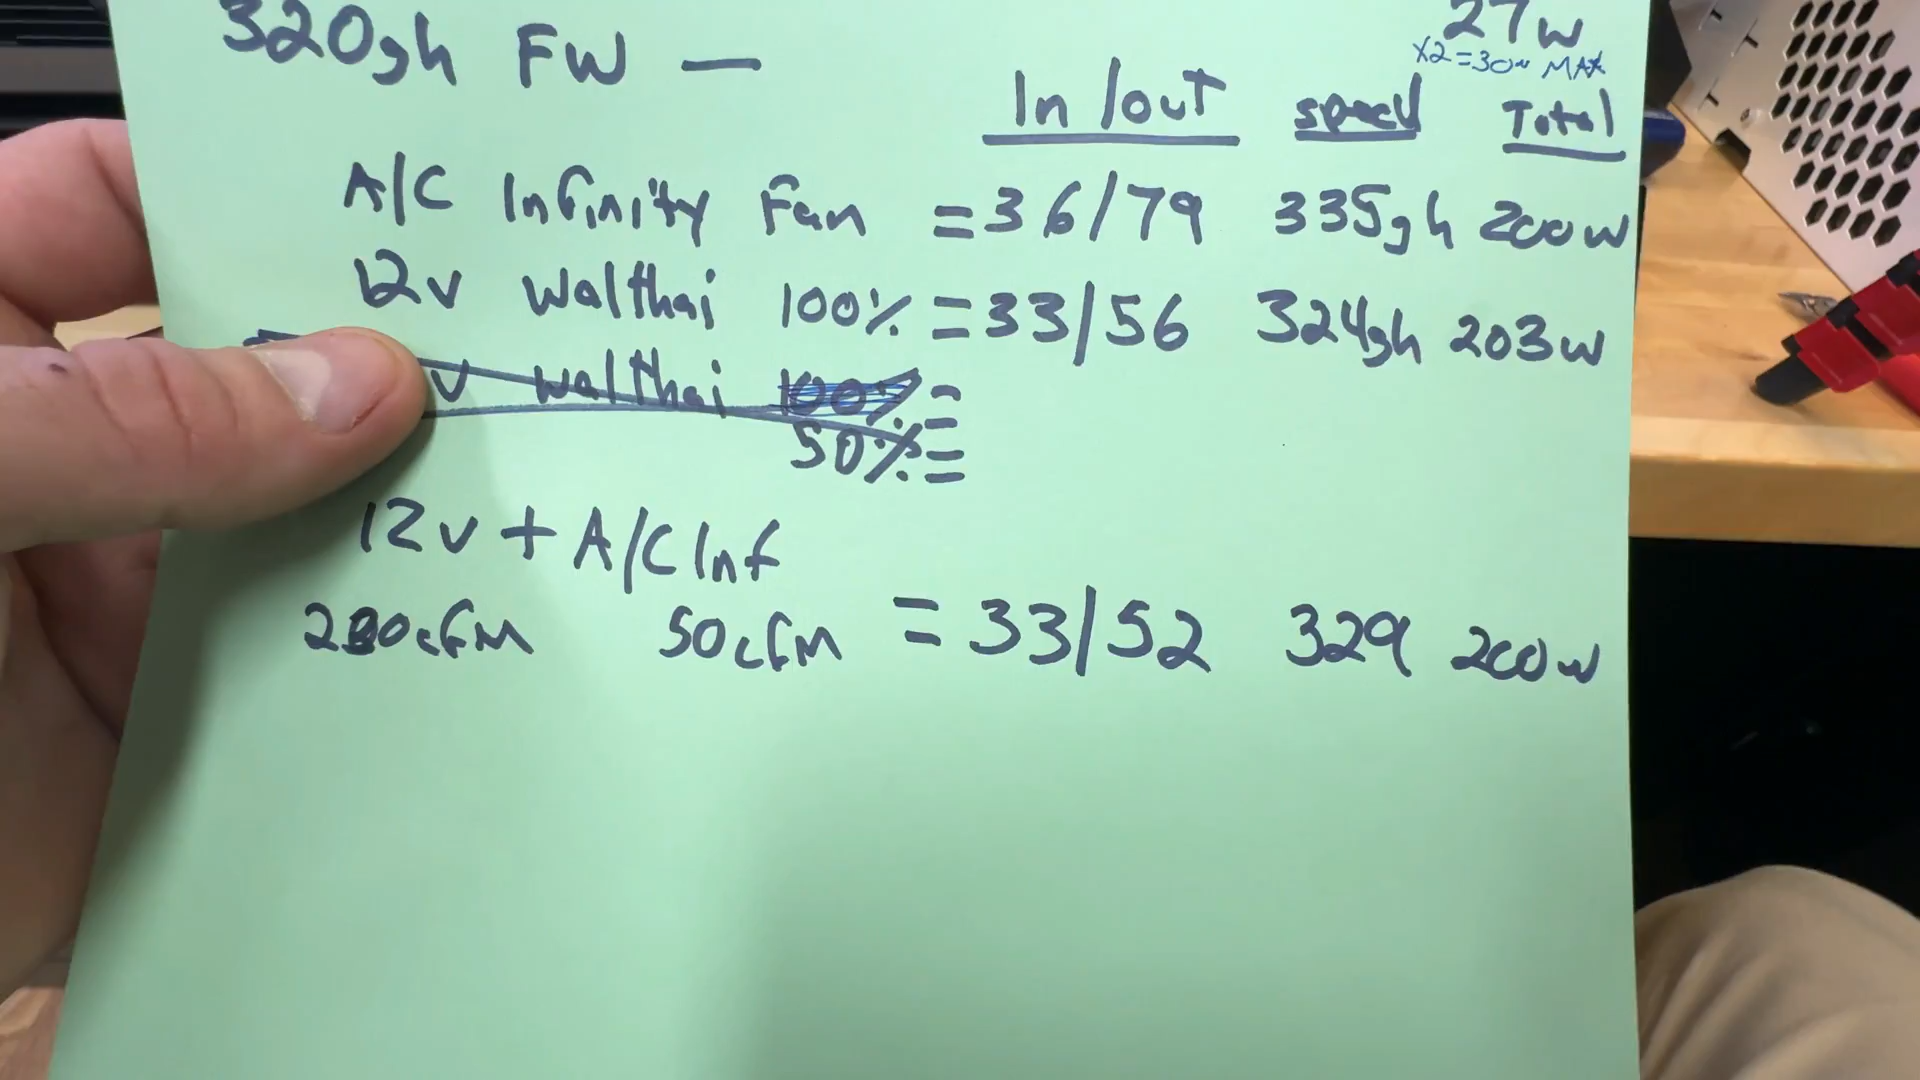 27w
320gh FW —
x2=30w MAX
In/out speed Total
A/C Infinity Fan = 36/79 335gh 200w
12v Walthai 100% = 33/56 324gh 203w
v walthai 100% =
50% =
12v + A/C Inf
200cfm 50cfm = 33/52 329 200w